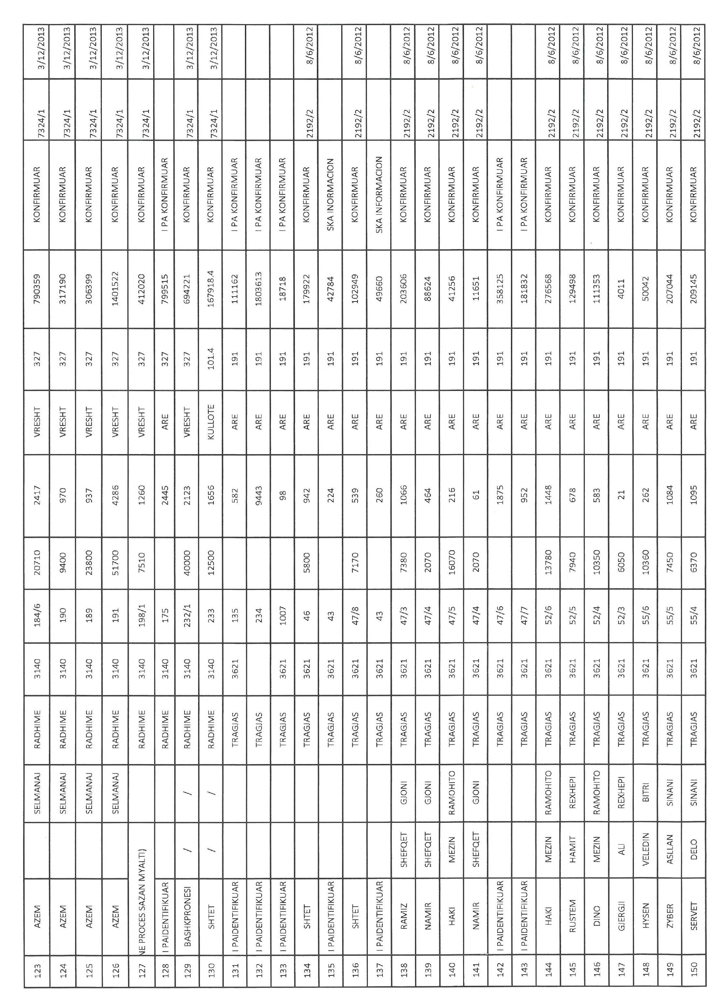 123 AZEM SELMANAJ RADHIME 3140 184/6 20710 2417 VRESHT 327 790359 KONFIRMUAR 7324/1 3/12/2013
124 AZEM SELMANAJ RADHIME 3140 190 9400 970 VRESHT 327 317190 KONFIRMUAR 7324/1 3/12/2013
125 AZEM SELMANAJ RADHIME 3140 189 23800 937 VRESHT 327 306399 KONFIRMUAR 7324/1 3/12/2013
126 AZEM SELMANAJ RADHIME 3140 191 51700 4286 VRESHT 327 1401522 KONFIRMUAR 7324/1 3/12/2013
127 NE PROCES SAZAN MYALTI) RADHIME 3140 198/1 7510 1260 VRESHT 327 412020 KONFIRMUAR 7324/1 3/12/2013
128 I PAIDENTIFIKUAR RADHIME 3140 175 2445 ARE 327 799515 I PA KONFIRMUAR
129 BASHKPRONESI / / RADHIME 3140 232/1 40000 2123 VRESHT 327 694221 KONFIRMUAR 7324/1 3/12/2013
130 SHTET / / RADHIME 3140 233 12500 1656 KULLOTE 101.4 167918.4 KONFIRMUAR 7324/1 3/12/2013
131 I PAIDENTIFIKUAR TRAGJAS 3621 135 582 ARE 191 111162 I PA KONFIRMUAR
132 I PAIDENTIFIKUAR TRAGJAS 234 9443 ARE 191 1803613 I PA KONFIRMUAR
133 I PAIDENTIFIKUAR TRAGJAS 3621 1007 98 ARE 191 18718 I PA KONFIRMUAR
134 SHTET TRAGJAS 3621 46 5800 942 ARE 191 179922 KONFIRMUAR 2192/2 8/6/2012
135 I PAIDENTIFIKUAR TRAGJAS 3621 43 224 ARE 191 42784 SKA INORMACION
136 SHTET TRAGJAS 3621 47/8 7170 539 ARE 191 102949 KONFIRMUAR 2192/2 8/6/2012
137 I PAIDENTIFIKUAR TRAGJAS 3621 43 260 ARE 191 49660 SKA INFORMACION
138 RAMIZ SHEFQET GJONI TRAGJAS 3621 47/3 7380 1066 ARE 191 203606 KONFIRMUAR 2192/2 8/6/2012
139 NAMIR SHEFQET GJONI TRAGJAS 3621 47/4 2070 464 ARE 191 88624 KONFIRMUAR 2192/2 8/6/2012
140 HAKI MEZIN RAMOHITO TRAGJAS 3621 47/5 16070 216 ARE 191 41256 KONFIRMUAR 2192/2 8/6/2012
141 NAMIR SHEFQET GJONI TRAGJAS 3621 47/4 2070 61 ARE 191 11651 KONFIRMUAR 2192/2 8/6/2012
142 I PAIDENTIFIKUAR TRAGJAS 3621 47/6 1875 ARE 191 358125 I PA KONFIRMUAR
143 I PAIDENTIFIKUAR TRAGJAS 3621 47/7 952 ARE 191 181832 I PA KONFIRMUAR
144 HAKI MEZIN RAMOHITO TRAGJAS 3621 52/6 13780 1448 ARE 191 276568 KONFIRMUAR 2192/2 8/6/2012
145 RUSTEM HAMIT REXHEPI TRAGJAS 3621 52/5 7940 678 ARE 191 129498 KONFIRMUAR 2192/2 8/6/2012
146 DINO MEZIN RAMOHITO TRAGJAS 3621 52/4 10350 583 ARE 191 111353 KONFIRMUAR 2192/2 8/6/2012
147 GJERGJI ALI REXHEPI TRAGJAS 3621 52/3 6050 21 ARE 191 4011 KONFIRMUAR 2192/2 8/6/2012
148 HYSEN VELEDIN BITRI TRAGJAS 3621 55/6 10360 262 ARE 191 50042 KONFIRMUAR 2192/2 8/6/2012
149 ZYBER ASLLAN SINANI TRAGJAS 3621 55/5 7450 1084 ARE 191 207044 KONFIRMUAR 2192/2 8/6/2012
150 SERVET DELO SINANI TRAGJAS 3621 55/4 6370 1095 ARE 191 209145 KONFIRMUAR 2192/2 8/6/2012